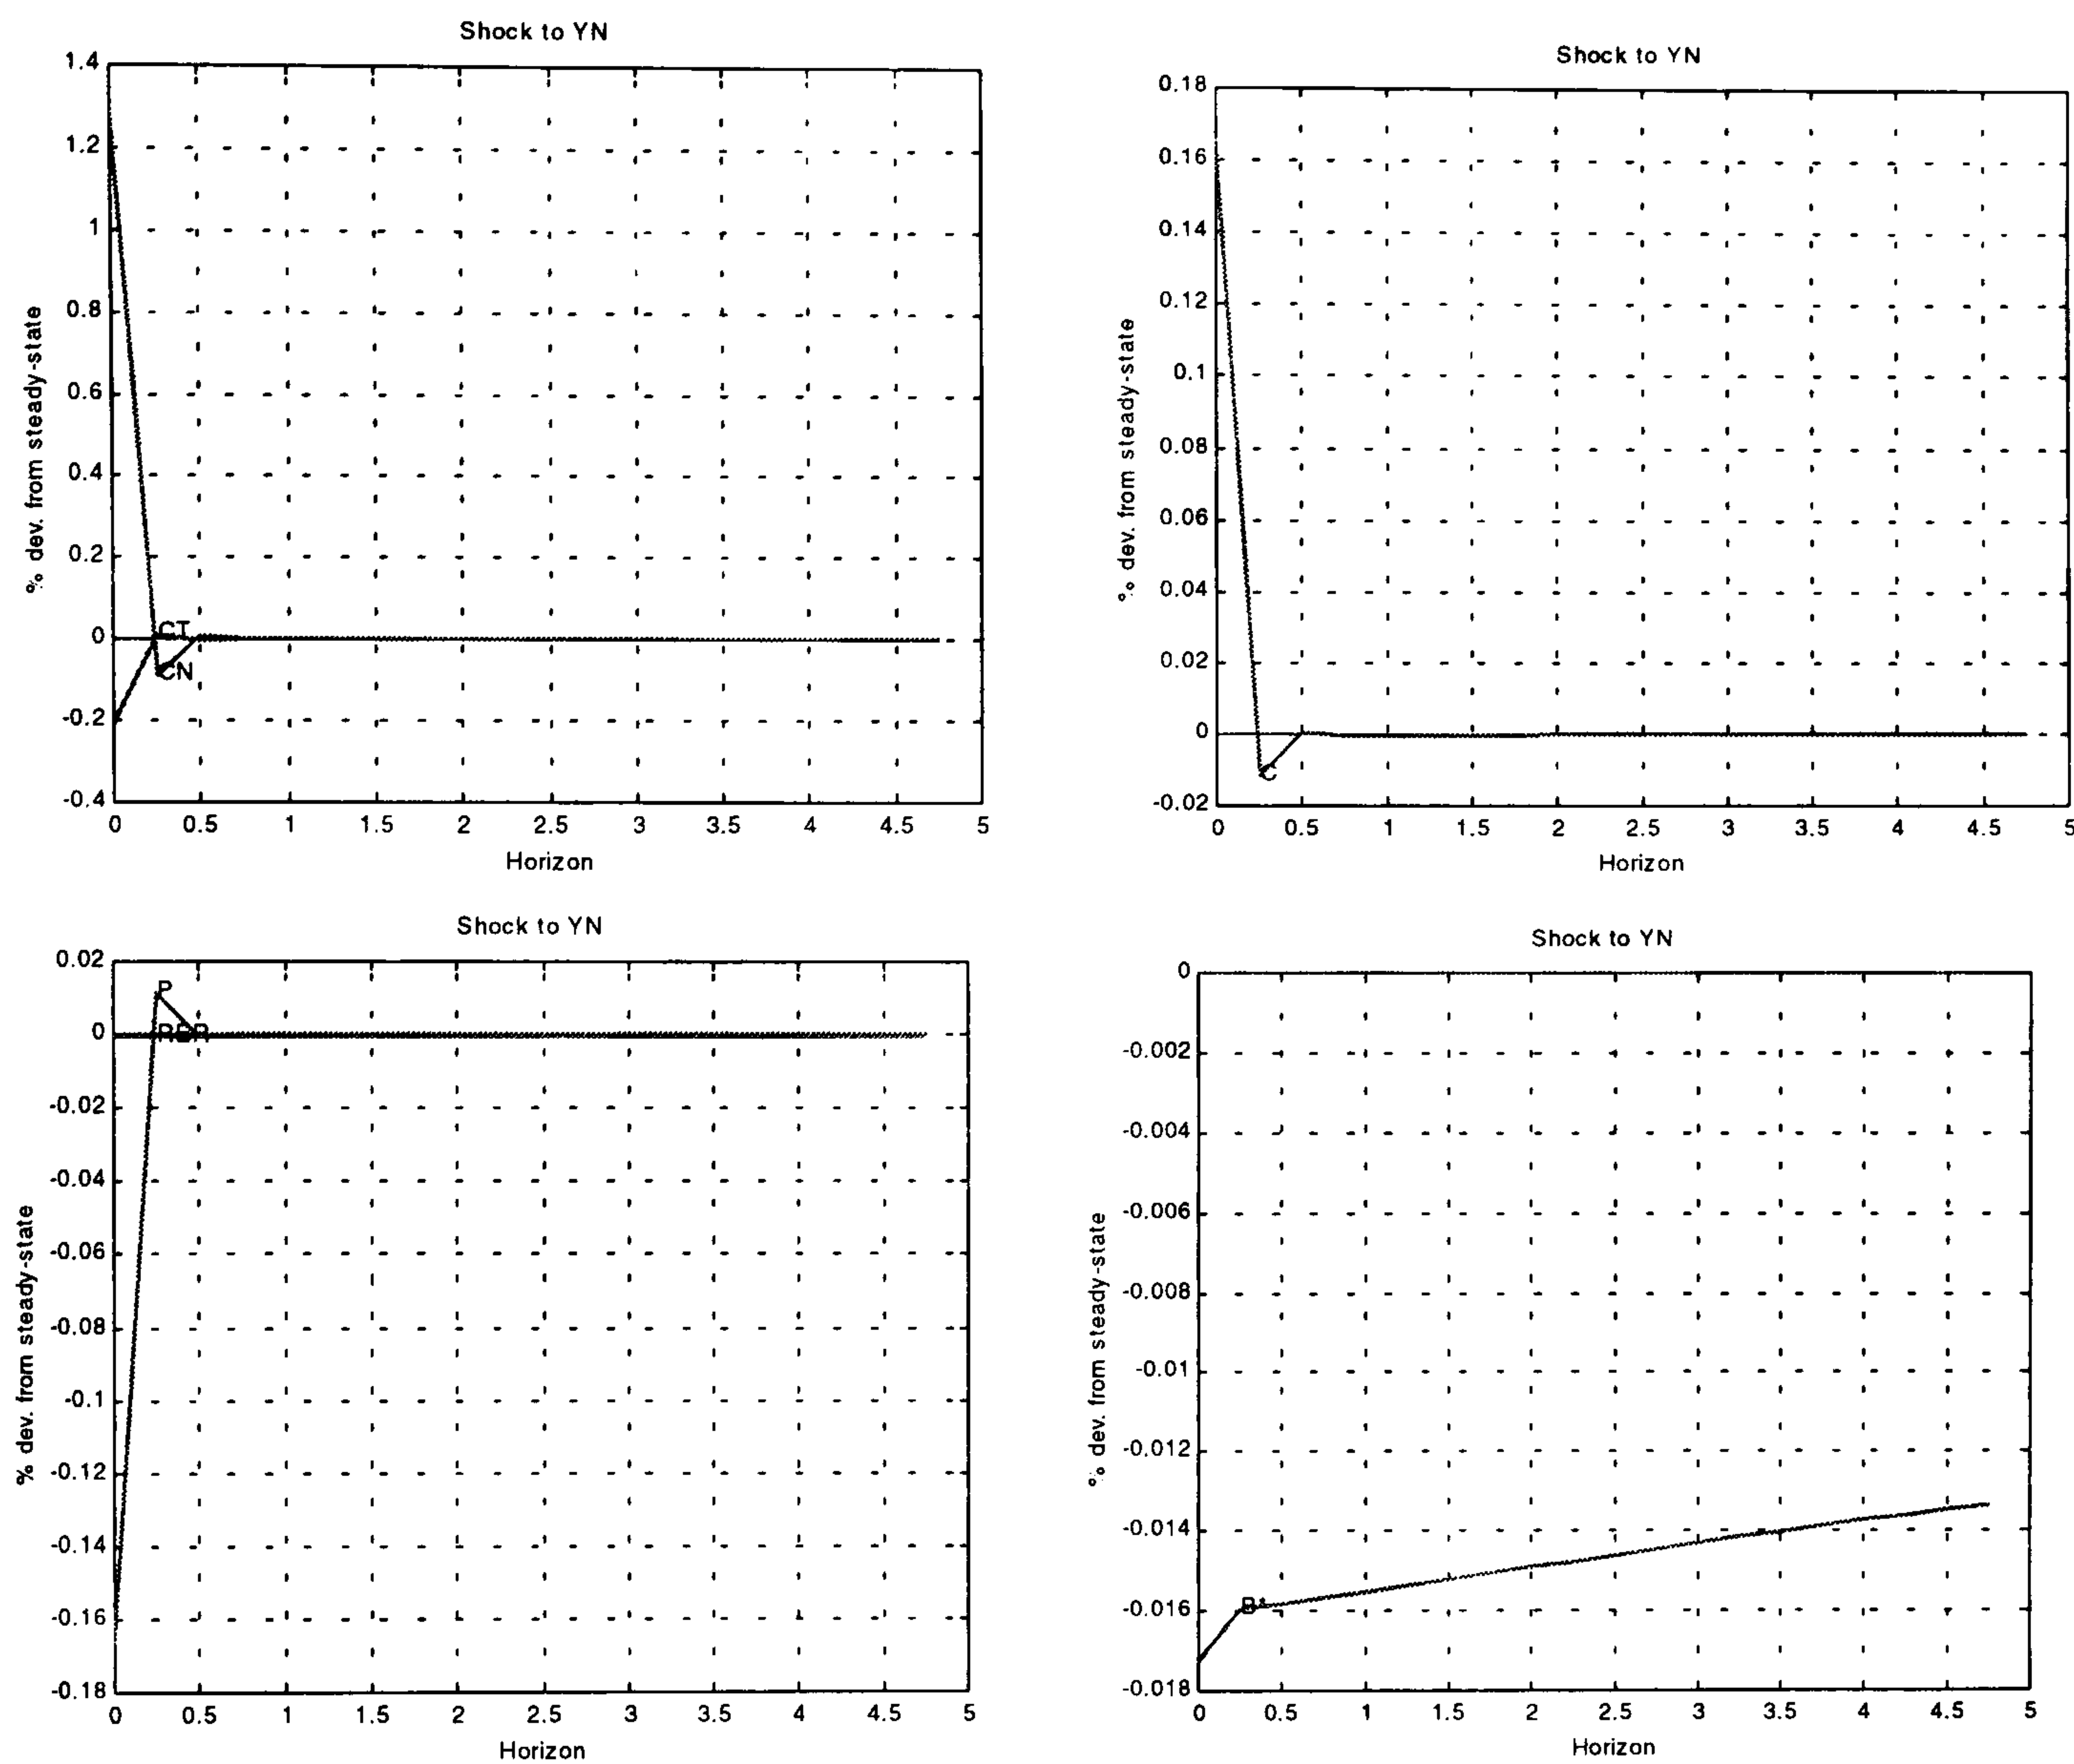 Shock to YN
1.4
1.2
1
0.8
0.6
0.4
0.2
0
-0.2
-0.4
% dev. from steady-state
CT
CN
0 0.5 1 1.5 2 2.5 3 3.5 4 4.5 5
Horizon
Shock to YN
0.18
0.16
0.14
0.12
0.1
0.08
0.06
0.04
0.02
0
-0.02
% dev. from steady-state
C
0 0.5 1 1.5 2 2.5 3 3.5 4 4.5 5
Horizon
Shock to YN
0.02
0
-0.02
-0.04
-0.06
-0.08
-0.1
-0.12
-0.14
-0.16
-0.18
% dev. from steady-state
P
0 0.5 1 1.5 2 2.5 3 3.5 4 4.5 5
Horizon
Shock to YN
0
-0.002
-0.004
-0.006
-0.008
-0.01
-0.012
-0.014
-0.016
-0.018
% dev. from steady-state
B*
0 0.5 1 1.5 2 2.5 3 3.5 4 4.5 5
Horizon